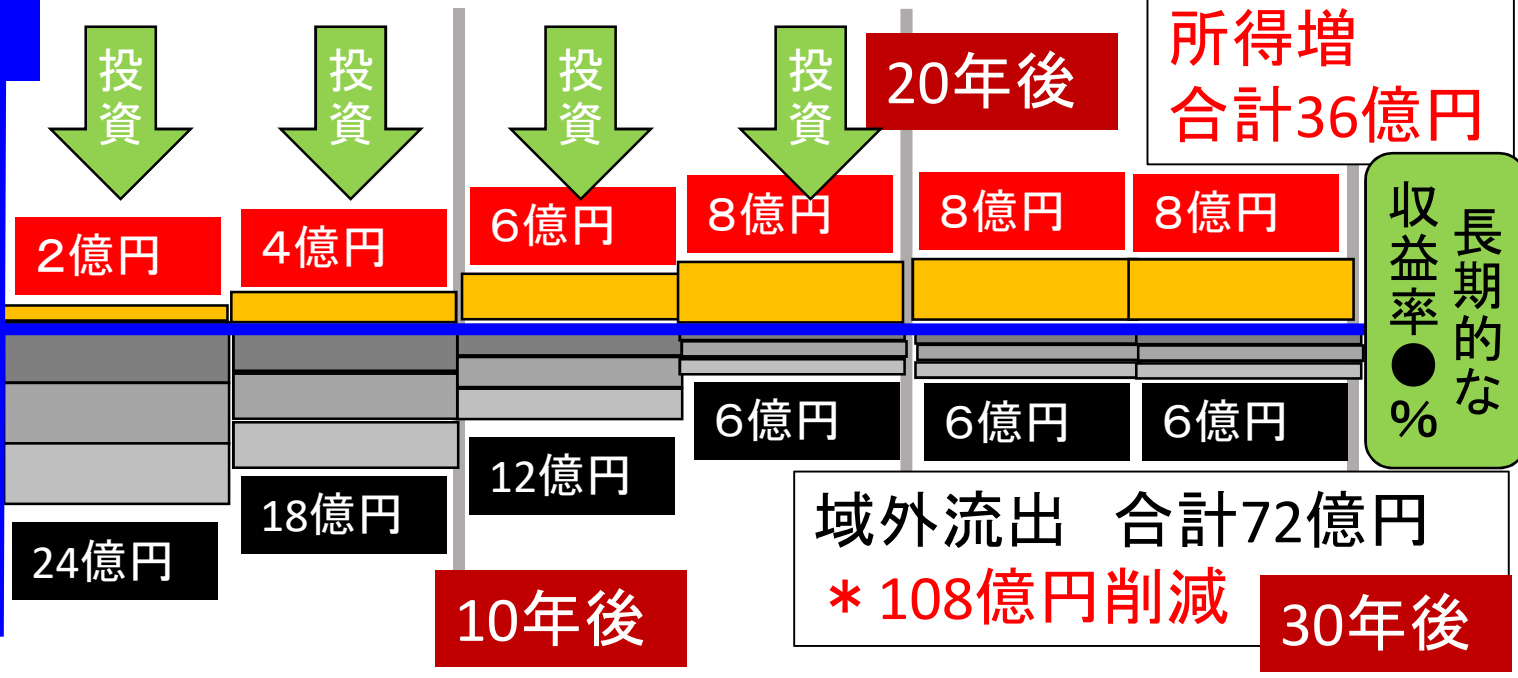 投資
投資
投資
投資
20年後
所得増
合計36億円
2億円
4億円
6億円
8億円
8億円
8億円
長期的な
収益率●%
24億円
18億円
12億円
6億円
6億円
6億円
域外流出　合計72億円
＊108億円削減
10年後
30年後